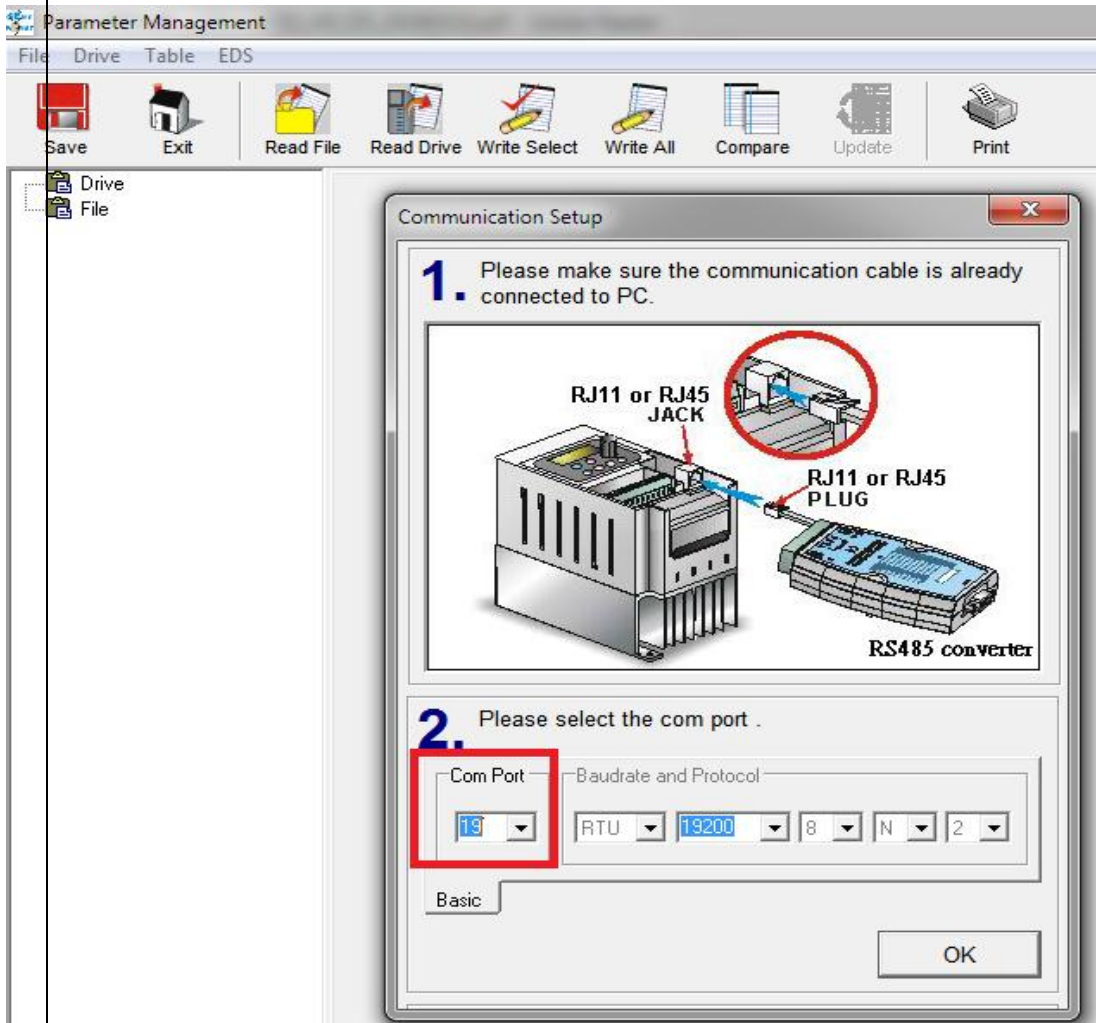 Parameter Management
File Drive Table EDS
Save Exit Read File Read Drive Write Select Write All Compare Update Print
Drive
File
Communication Setup
1. Please make sure the communication cable is already
connected to PC.
RJ11 or RJ45
JACK
RJ11 or RJ45
PLUG
RS485 converter
2. Please select the com port .
Com Port Baudrate and Protocol
19 RTU 19200 8 N 2
Basic
OK